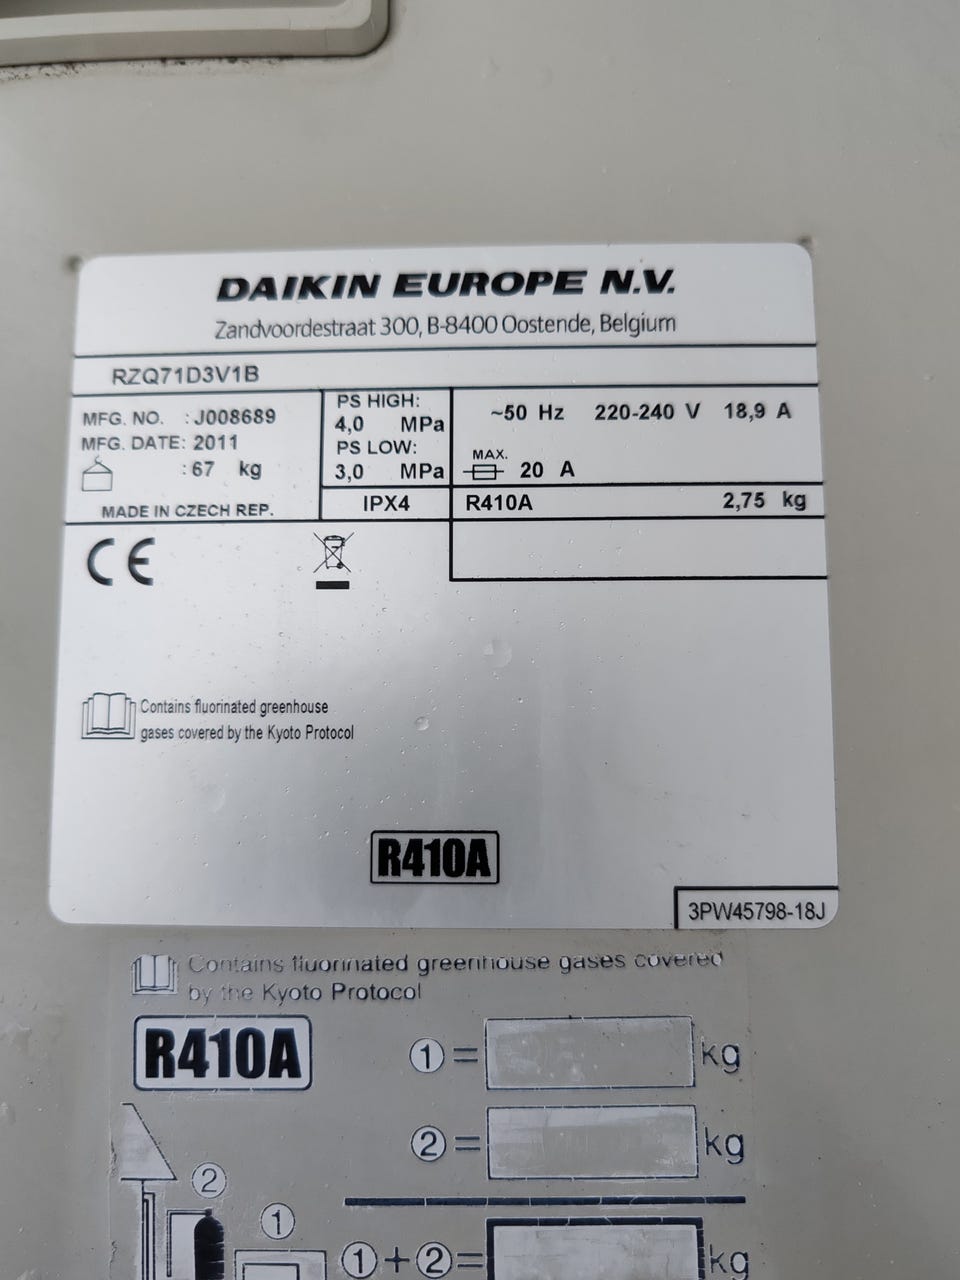 DAIKIN EUROPE N.V.
Zandvoordestraat 300, B-8400 Oostende, Belgium
RZQ71D3V1B
MFG. NO. : J008689
MFG. DATE: 2011
: 67 kg
MADE IN CZECH REP.
PS HIGH:
4,0 MPa
PS LOW:
3,0 MPa
IPX4
~50 Hz 220-240 V 18,9 A
MAX.
20 A
R410A 2,75 kg
CE
Contains fluorinated greenhouse
gases covered by the Kyoto Protocol
R410A
3PW45798-18J
Contains fluorinated greenhouse gases covered
by the Kyoto Protocol
R410A
① = kg
② = kg
②
①
①+②= kg